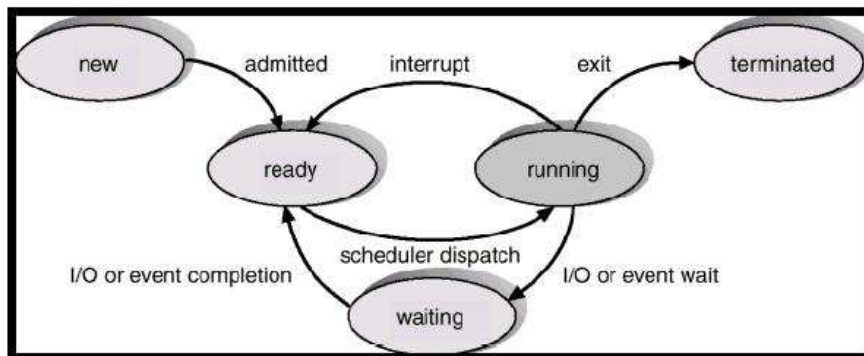 new
admitted
interrupt
exit
terminated
ready
running
scheduler dispatch
I/O or event completion
I/O or event wait
waiting